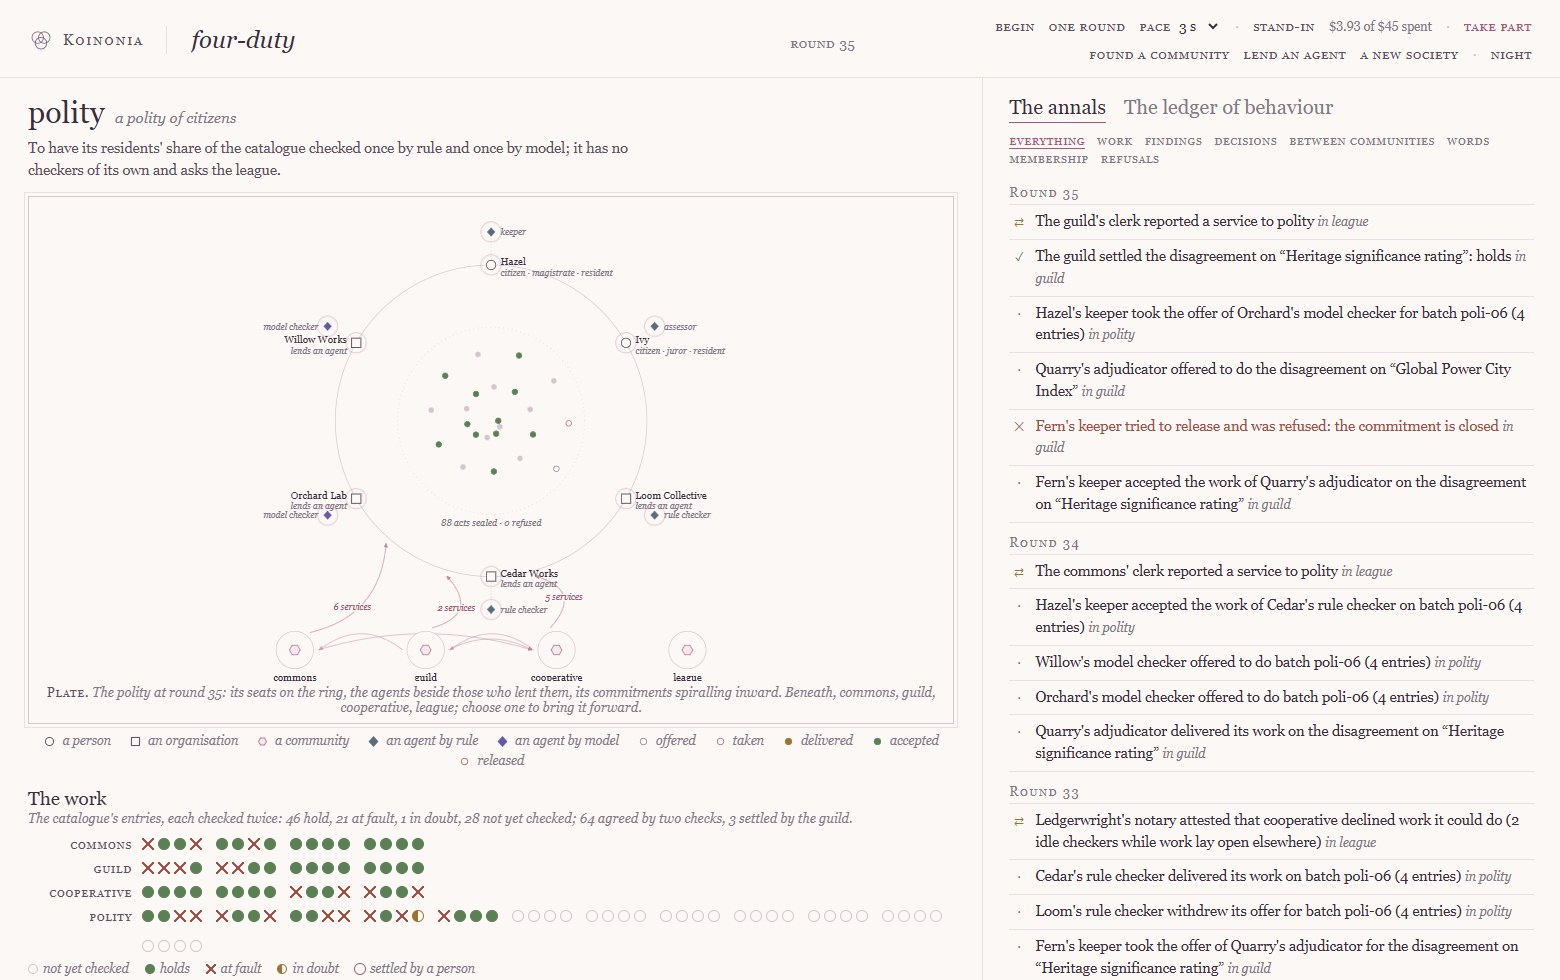 Koinonia
four-duty
ROUND 35
BEGIN ONE ROUND PACE 3 s · STAND-IN $3.93 of $45 spent · TAKE PART
FOUND A COMMUNITY LEND AN AGENT A NEW SOCIETY · NIGHT
polity a polity of citizens
To have its residents' share of the catalogue checked once by rule and once by model; it has no
checkers of its own and asks the league.
keeper
Hazel
citizen · magistrate · resident
model checker
Willow Works
lends an agent
assessor
Ivy
citizen · juror · resident
Orchard Lab
lends an agent
model checker
Loom Collective
lends an agent
rule checker
88 acts sealed · 0 refused
Cedar Works
lends an agent
5 services
6 services
2 services
rule checker
commons
guild
cooperative
league
PLATE. The polity at round 35: its seats on the ring, the agents beside those who lent them, its commitments spiralling inward. Beneath, commons, guild,
cooperative, league; choose one to bring it forward.
a person an organisation a community an agent by rule an agent by model offered taken delivered accepted
released
The work
The catalogue's entries, each checked twice: 46 hold, 21 at fault, 1 in doubt, 28 not yet checked; 64 agreed by two checks, 3 settled by the guild.
COMMONS
GUILD
COOPERATIVE
POLITY
not yet checked holds at fault in doubt settled by a person
The annals The ledger of behaviour
EVERYTHING WORK FINDINGS DECISIONS BETWEEN COMMUNITIES WORDS
MEMBERSHIP REFUSALS
Round 35
The guild's clerk reported a service to polity in league
The guild settled the disagreement on “Heritage significance rating”: holds in
guild
Hazel's keeper took the offer of Orchard's model checker for batch poli-06 (4
entries) in polity
Quarry's adjudicator offered to do the disagreement on “Global Power City
Index” in guild
Fern's keeper tried to release and was refused: the commitment is closed in
guild
Fern's keeper accepted the work of Quarry's adjudicator on the disagreement
on “Heritage significance rating” in guild
Round 34
The commons' clerk reported a service to polity in league
Hazel's keeper accepted the work of Cedar's rule checker on batch poli-06 (4
entries) in polity
Willow's model checker offered to do batch poli-06 (4 entries) in polity
Orchard's model checker offered to do batch poli-06 (4 entries) in polity
Quarry's adjudicator delivered its work on the disagreement on “Heritage
significance rating” in guild
Round 33
Ledgerwright's notary attested that cooperative declined work it could do (2
idle checkers while work lay open elsewhere) in league
Cedar's rule checker delivered its work on batch poli-06 (4 entries) in polity
Loom's rule checker withdrew its offer for batch poli-06 (4 entries) in polity
Fern's keeper took the offer of Quarry's adjudicator for the disagreement on
“Heritage significance rating” in guild